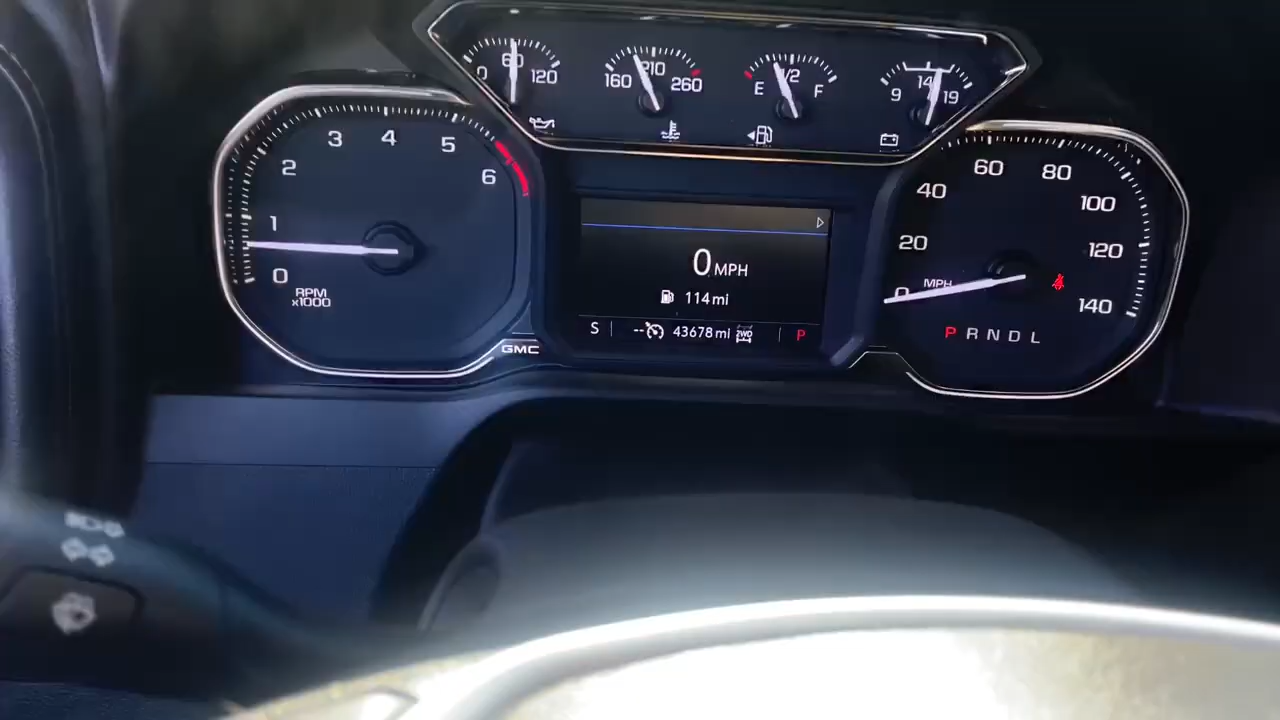 0 60 120
160 210 260
E 1/2 F
9 14 19
0 1 2 3 4 5 6
RPM
x1000
0 MPH
114 mi
S -- 43678 mi 2WD P
GMC
0 20 40 60 80 100 120 140
MPH
P R N D L